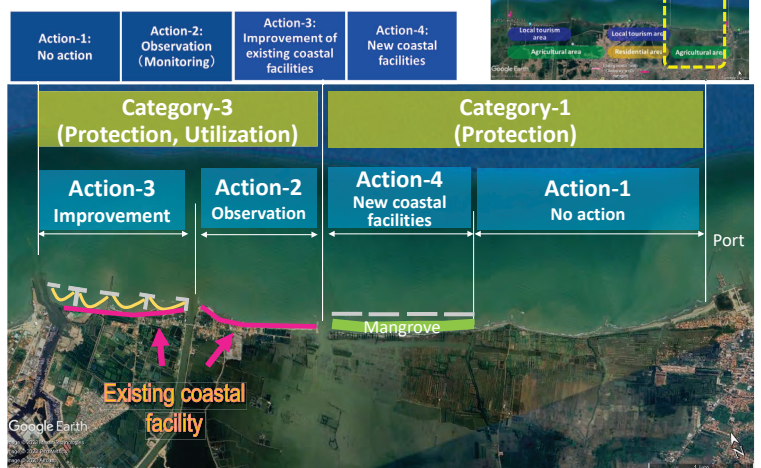 Action-1:
No action
Action-2:
Observation
(Monitoring)
Action-3:
Improvement of
existing coastal
facilities
Action-4:
New coastal
facilities
Local tourism
area
Local tourism area
Agricultural area
Residential area
Agricultural area
Google Earth
Category-3
(Protection, Utilization)
Category-1
(Protection)
Action-3
Improvement
Action-2
Observation
Action-4
New coastal
facilities
Action-1
No action
Port
Mangrove
Existing coastal
facility
Google Earth